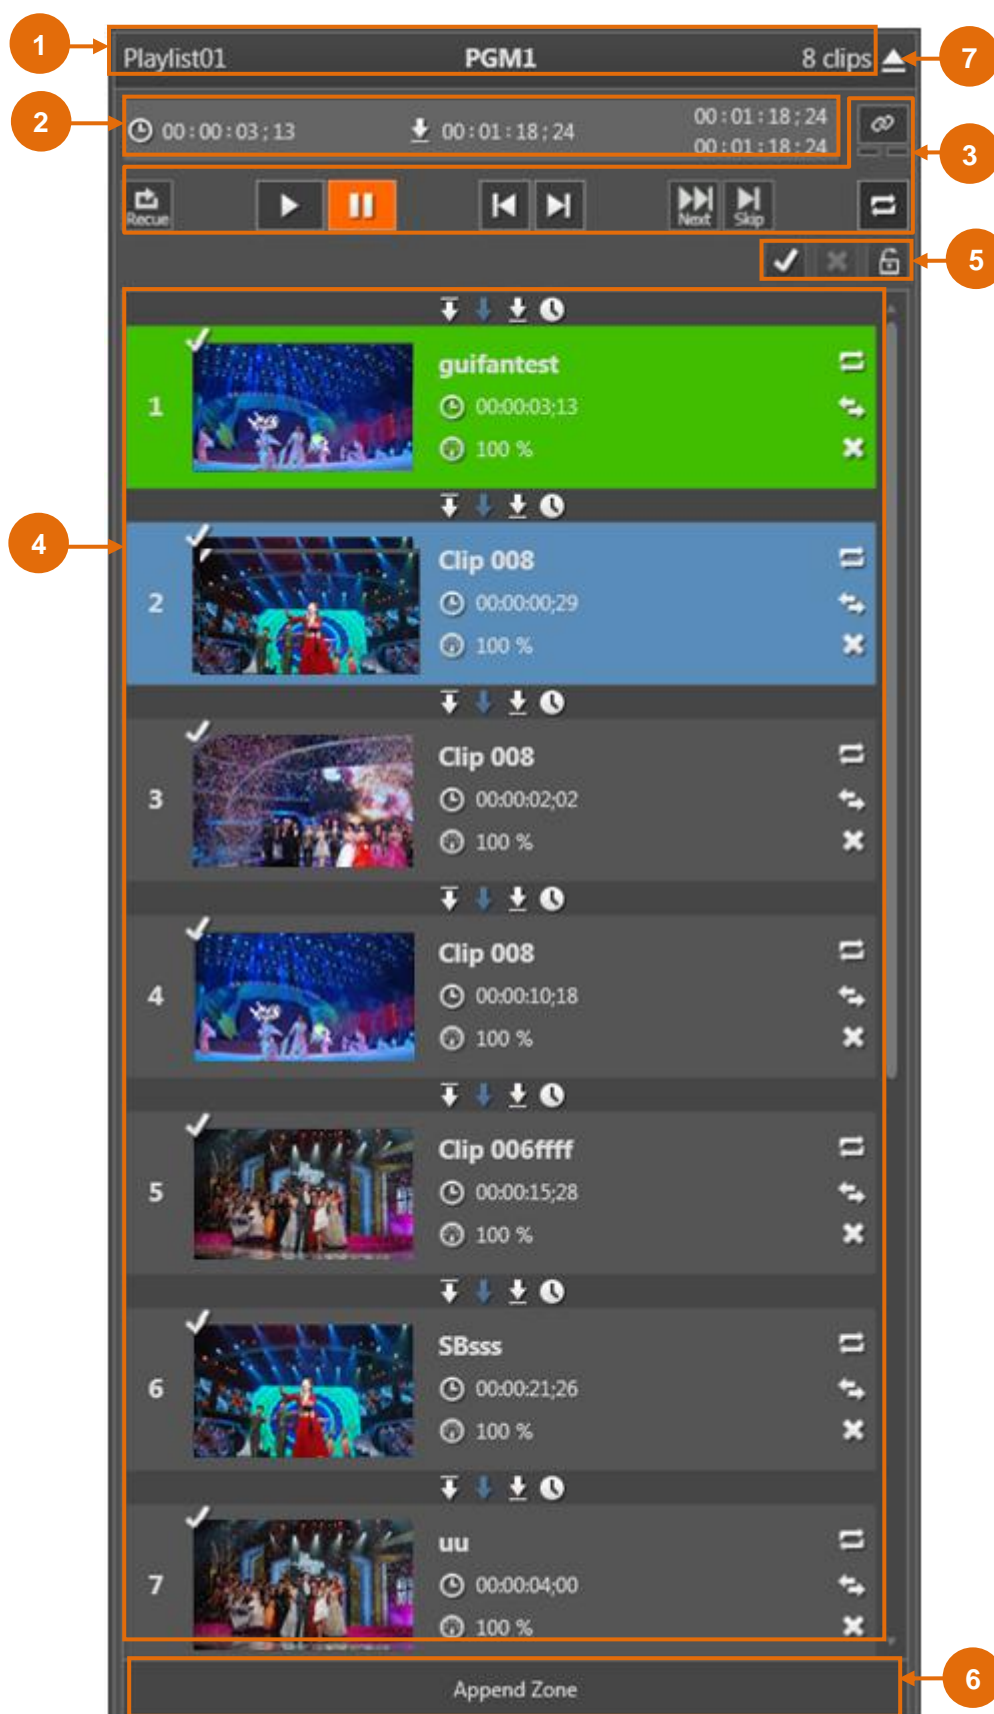 1
Playlist01 PGM1 8 clips
7
2
00:00:03;13 00:01:18;24 00:01:18;24
00:01:18:24
3
Recue Next Skip
5
guifantest
1 00:00:03;13
100 %
4
Clip 008
2 00:00:00;29
100 %
Clip 008
3 00:00:02;02
100 %
Clip 008
4 00:00:10;18
100 %
Clip 006ffff
5 00:00:15;28
100 %
SBsss
6 00:00:21;26
100 %
uu
7 00:00:04;00
100 %
Append Zone
6